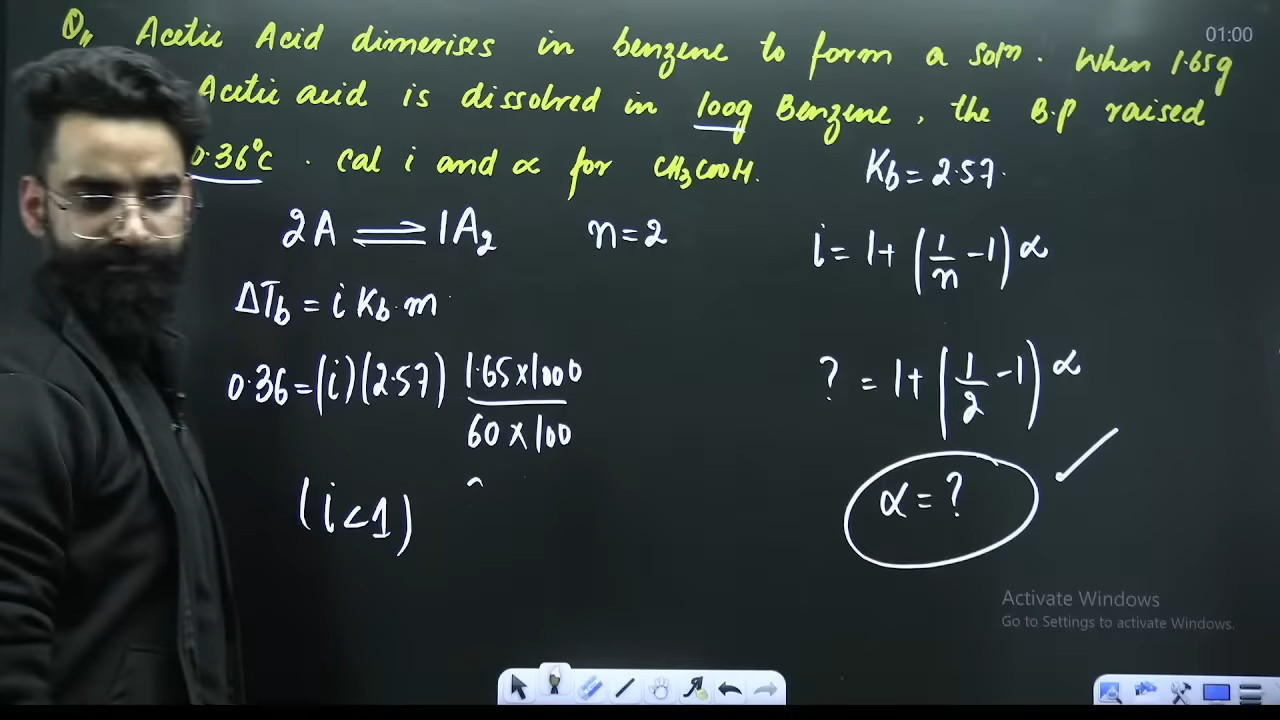 Qn Acetic Acid dimerises in benzene to form a solⁿ. When 1.65g
Acetic acid is dissolved in 100g Benzene, the B.P raised
0.36°C. cal i and α for CH₃COOH. Kb = 2.57.
2A ⇌ 1A₂ n=2
i = 1+ (1/n -1) α
ΔTb = i Kb·m
0.36 = (i)(2.57) 1.65×1000 / 60×100
? = 1+ (1/2 -1) α
(i<1)
α = ?
01:00
Activate Windows
Go to Settings to activate Windows.